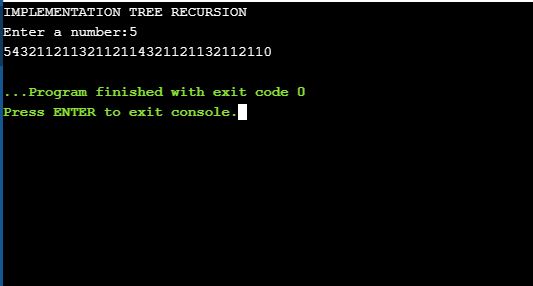 IMPLEMENTATION TREE RECURSION
Enter a number:5
54321121132112114321121132112110
...Program finished with exit code 0
Press ENTER to exit console.